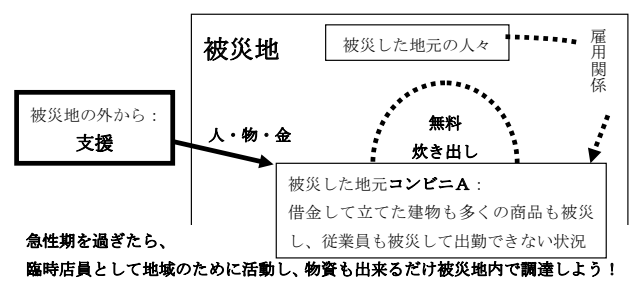 被災地
被災した地元の人々
雇用関係
被災地の外から：
支援
人・物・金
無料
炊き出し
被災した地元コンビニＡ：
借金して立てた建物も多くの商品も被災
し、従業員も被災して出勤できない状況
急性期を過ぎたら、
臨時店員として地域のために活動し、物資も出来るだけ被災地内で調達しよう！